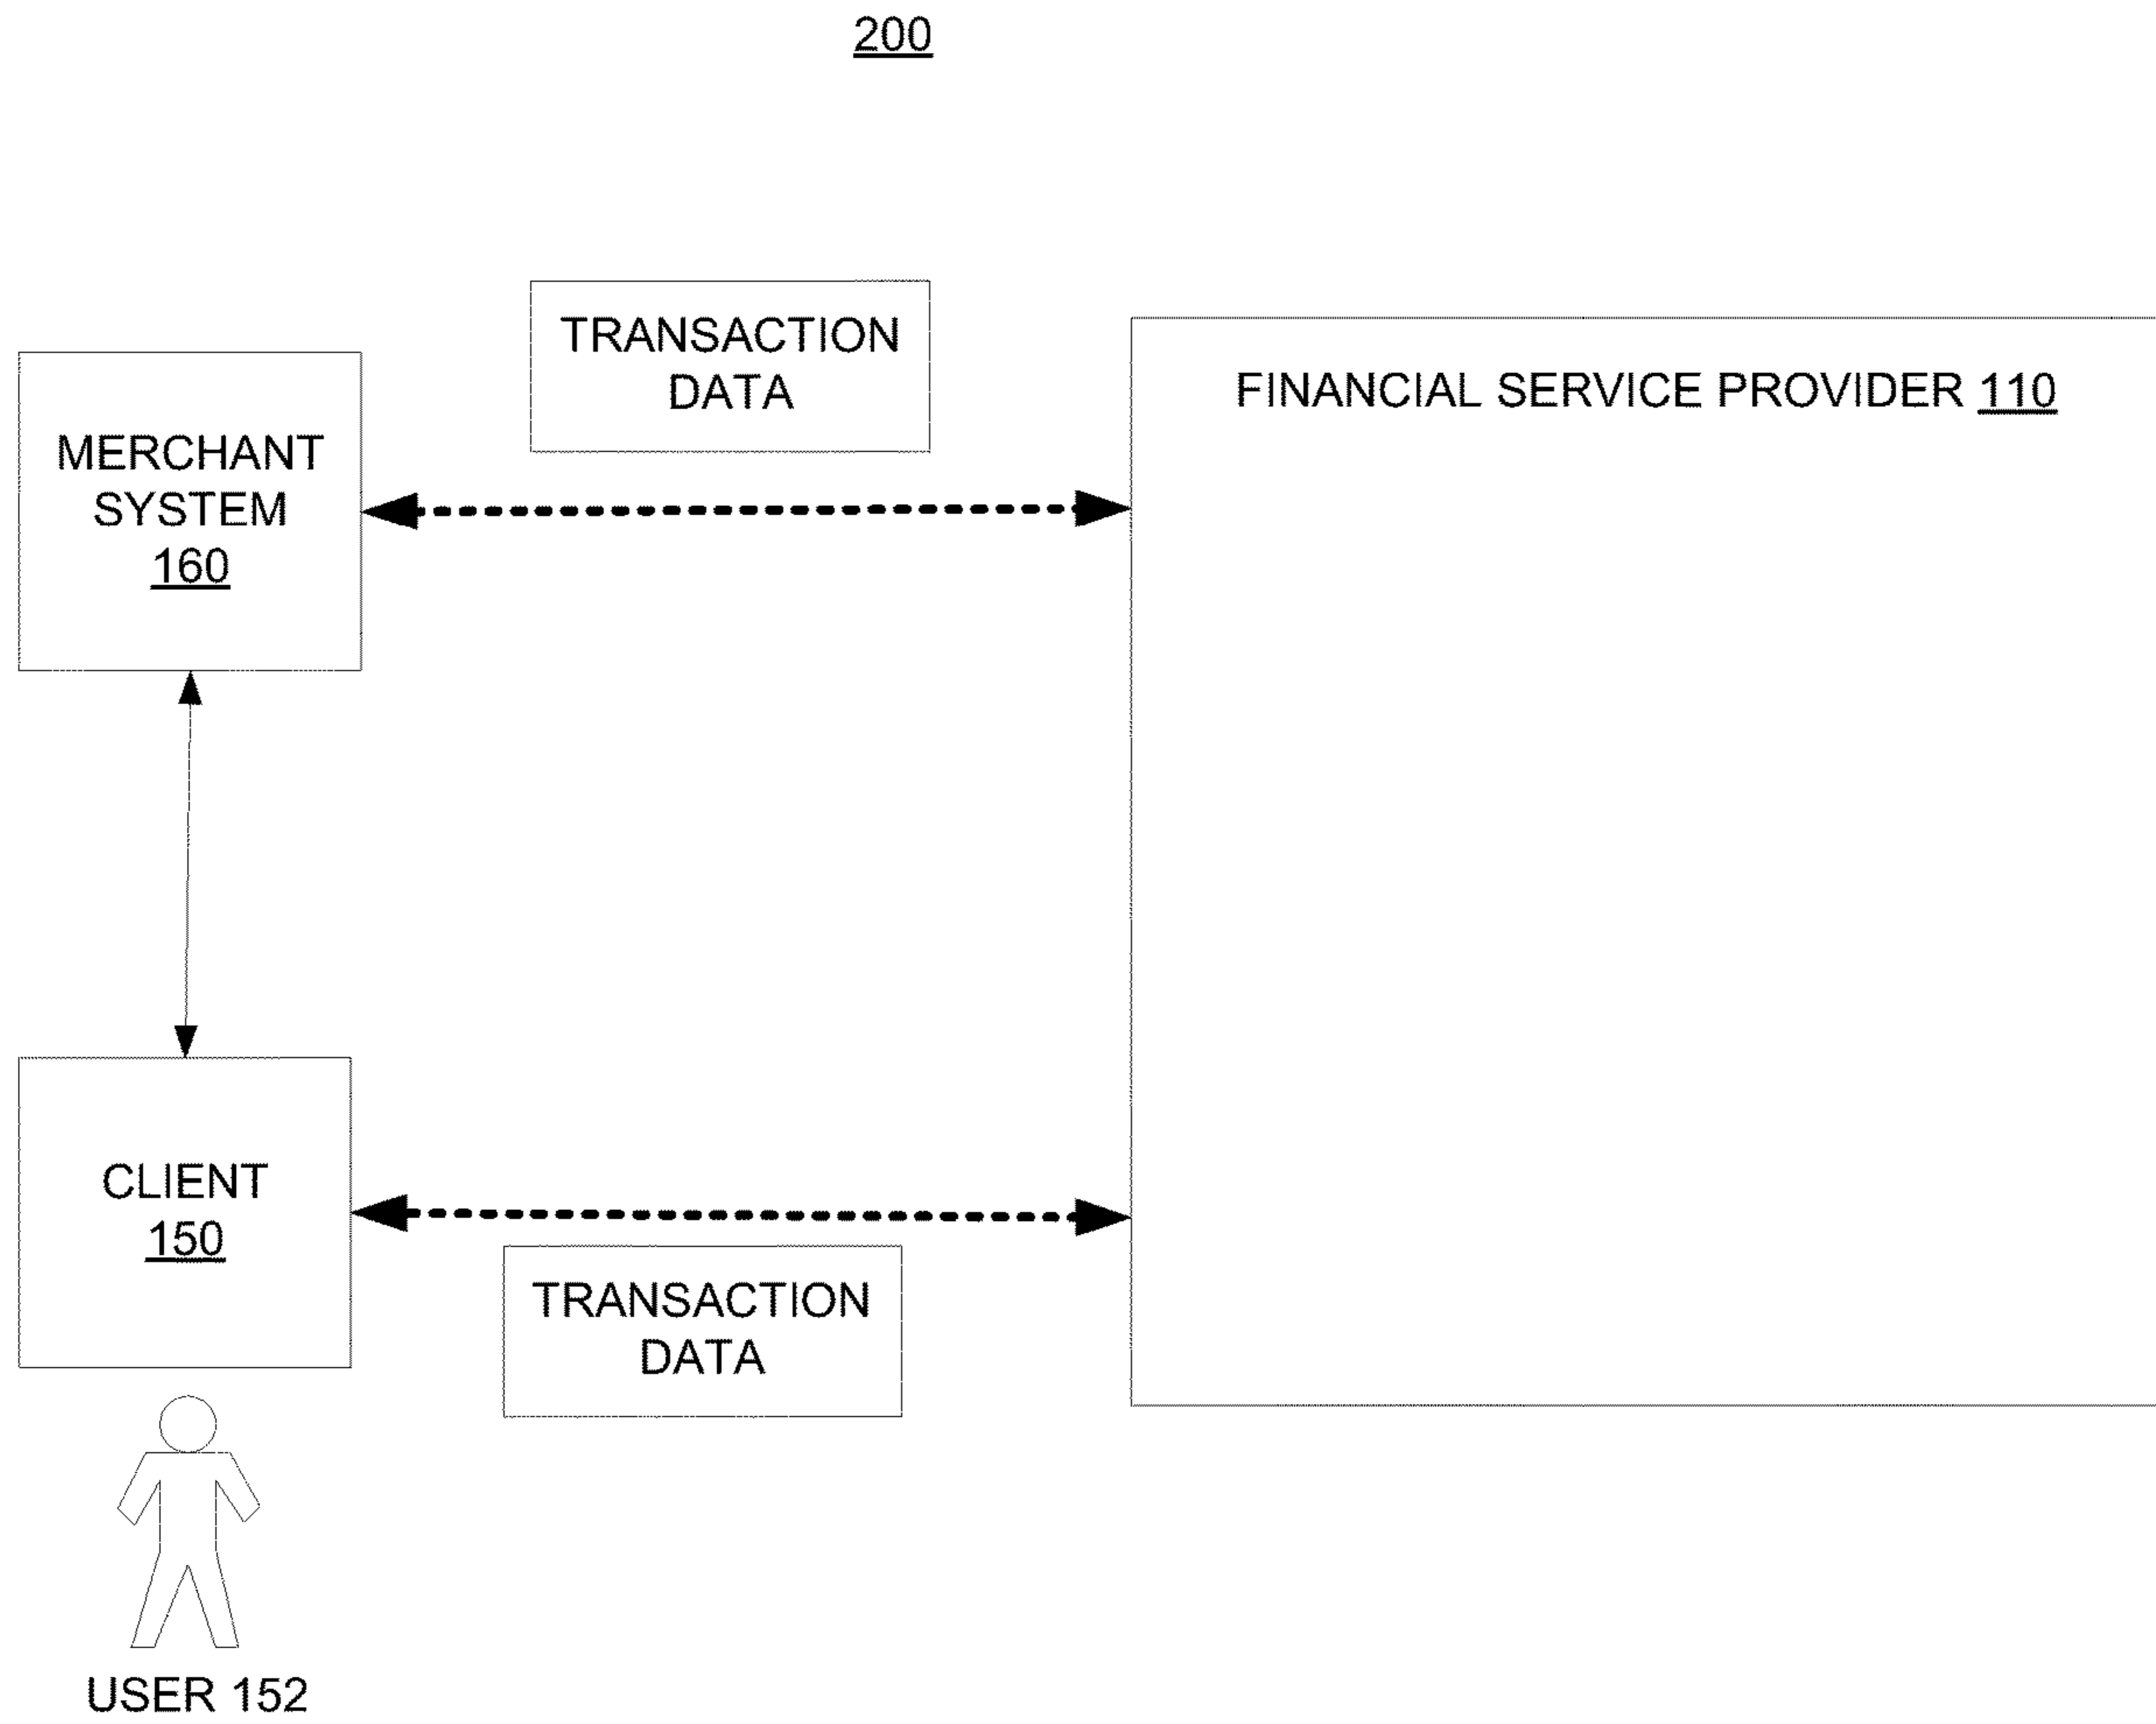 200
TRANSACTION
DATA
FINANCIAL SERVICE PROVIDER 110
MERCHANT
SYSTEM
160
CLIENT
150
TRANSACTION
DATA
USER 152